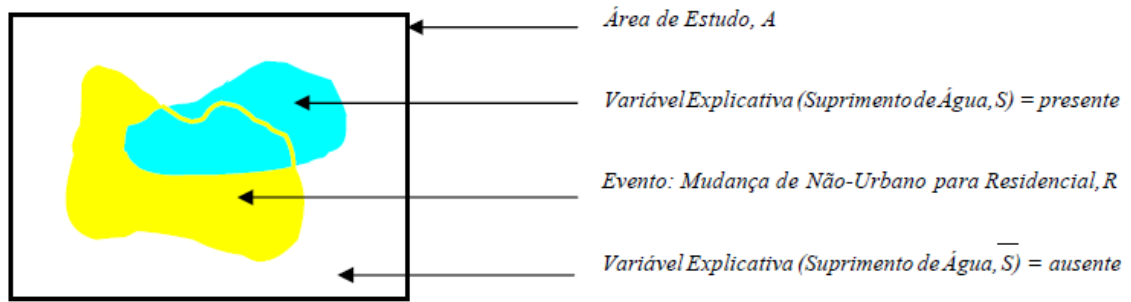 Área de Estudo, A
Variável Explicativa (Suprimento de Água, S) = presente
Evento: Mudança de Não-Urbano para Residencial, R
Variável Explicativa (Suprimento de Água, S̅) = ausente